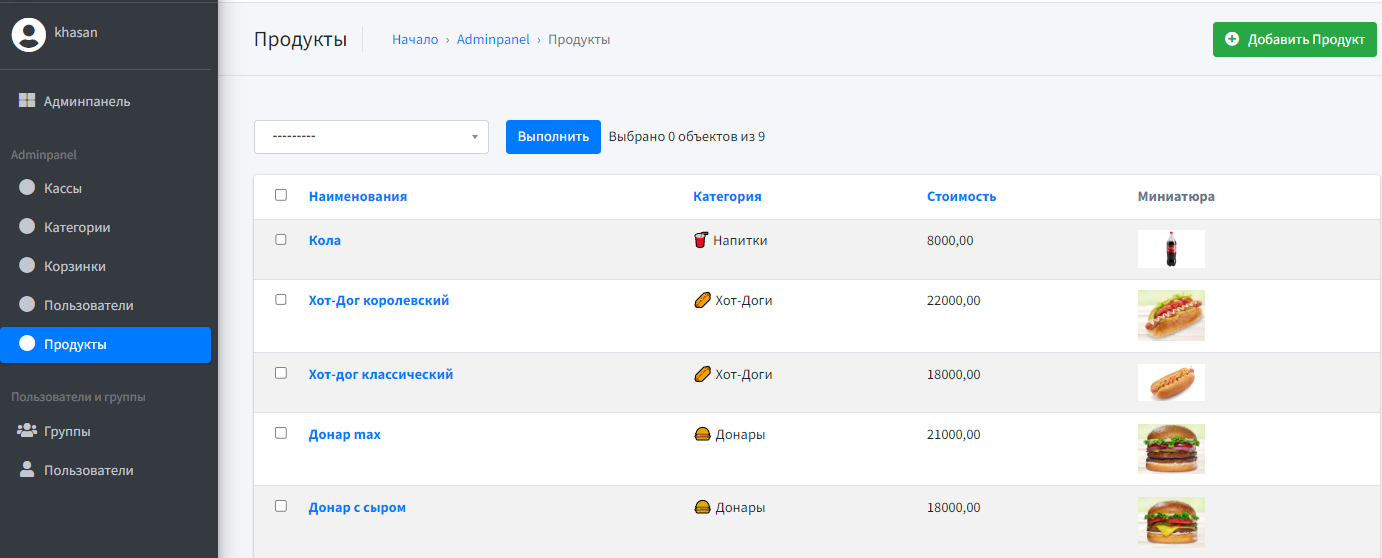 khasan
Продукты
Начало › Adminpanel › Продукты
Добавить Продукт
Админпанель
---------
Выполнить
Выбрано 0 объектов из 9
Adminpanel
Кассы
Категории
Корзинки
Пользователи
Продукты
Пользователи и группы
Группы
Пользователи
Наименования Категория Стоимость Миниатюра
Кола Напитки 8000,00
Хот-Дог королевский Хот-Доги 22000,00
Хот-дог классический Хот-Доги 18000,00
Донар max Донары 21000,00
Донар с сыром Донары 18000,00